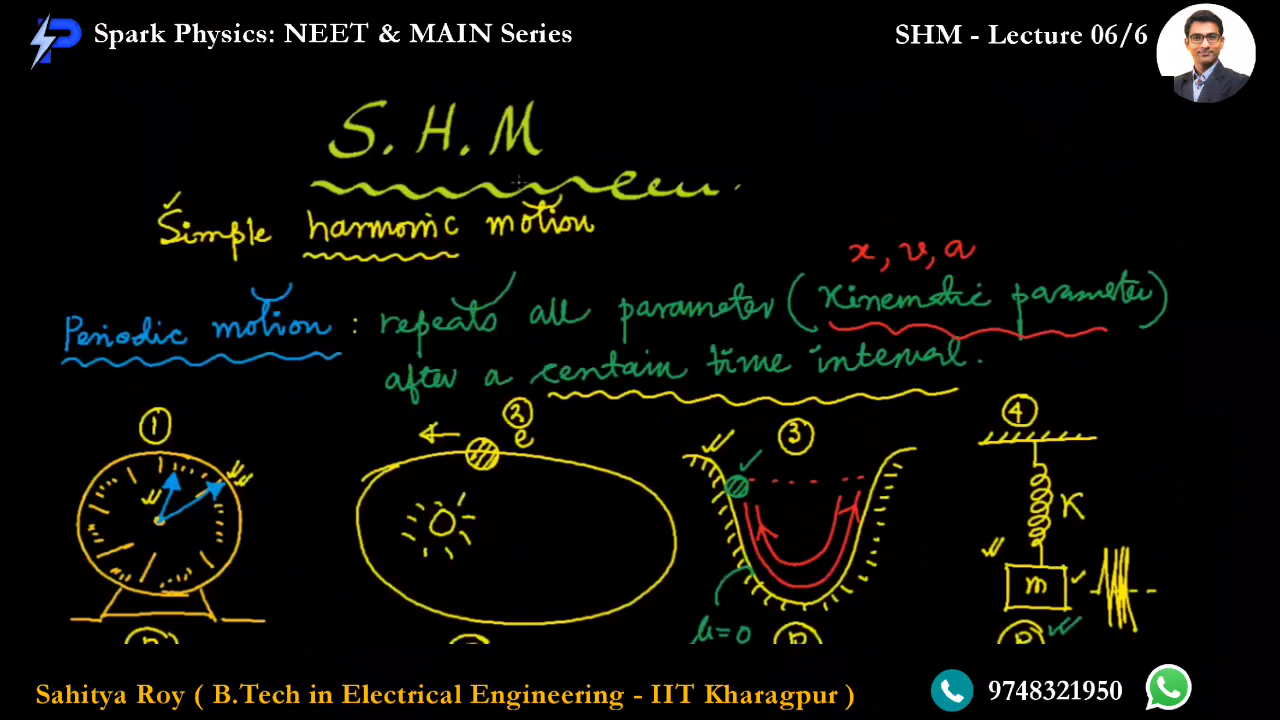 Spark Physics: NEET & MAIN Series
SHM - Lecture 06/6
S.H.M
Simple harmonic motion
x, v, a
Periodic motion : repeats all parameter (kinematic parameter)
after a certain time interval.
1
2
e
3
4
K
m
μ=0
Sahitya Roy ( B.Tech in Electrical Engineering - IIT Kharagpur )
9748321950